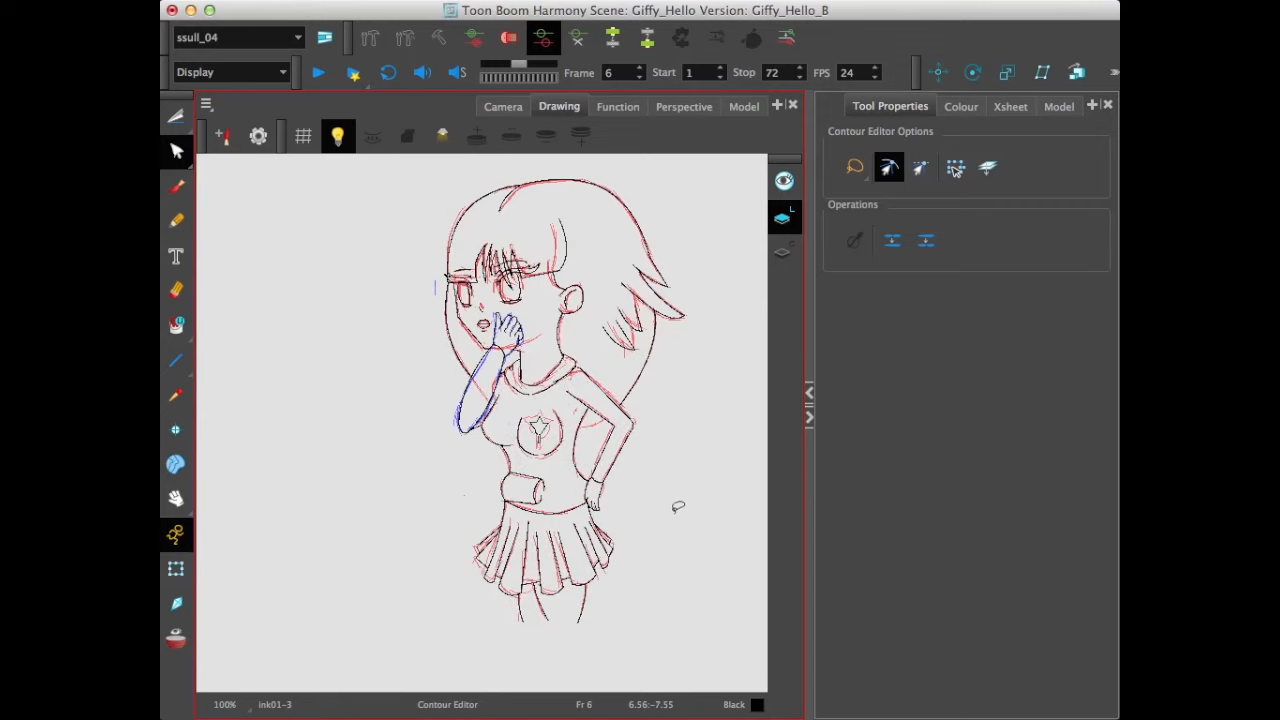 Toon Boom Harmony Scene: Giffy_Hello Version: Giffy_Hello_B
ssull_04
Display
Frame 6 Start 1 Stop 72 FPS 24
Camera Drawing Function Perspective Model
Tool Properties Colour Xsheet Model
Contour Editor Options
Operations
100% ink01-3 Contour Editor Fr 6 6.56:-7.55 Black